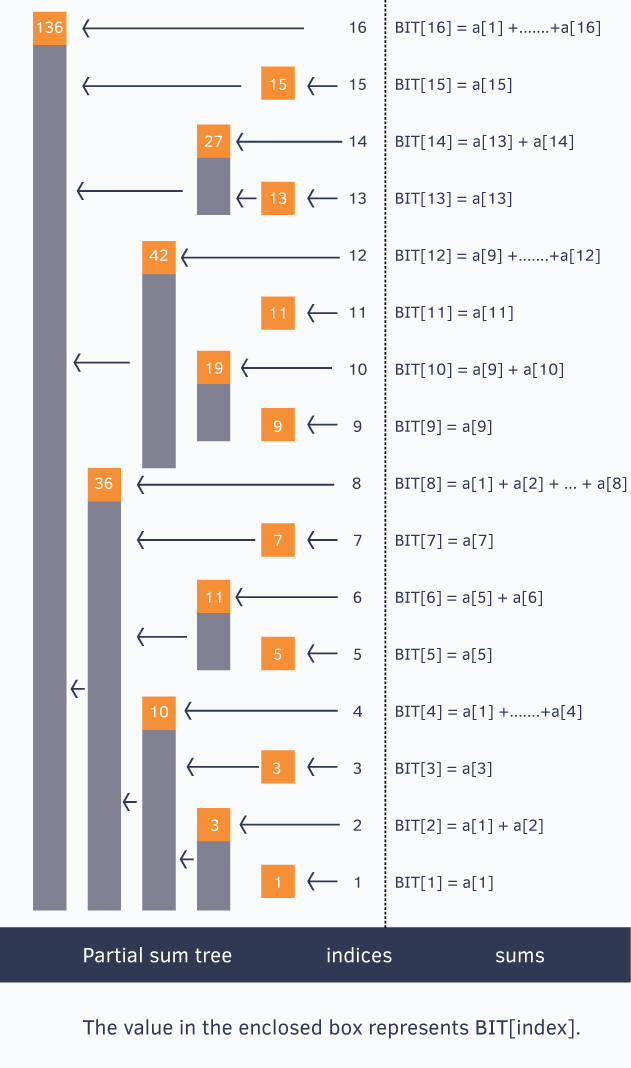 136 16 BIT[16] = a[1] +.......+a[16]
15 15 BIT[15] = a[15]
27 14 BIT[14] = a[13] + a[14]
13 13 BIT[13] = a[13]
42 12 BIT[12] = a[9] +.......+a[12]
11 11 BIT[11] = a[11]
19 10 BIT[10] = a[9] + a[10]
9 9 BIT[9] = a[9]
36 8 BIT[8] = a[1] + a[2] + ... + a[8]
7 7 BIT[7] = a[7]
11 6 BIT[6] = a[5] + a[6]
5 5 BIT[5] = a[5]
10 4 BIT[4] = a[1] +.......+a[4]
3 3 BIT[3] = a[3]
3 2 BIT[2] = a[1] + a[2]
1 1 BIT[1] = a[1]
Partial sum tree indices sums
The value in the enclosed box represents BIT[index].